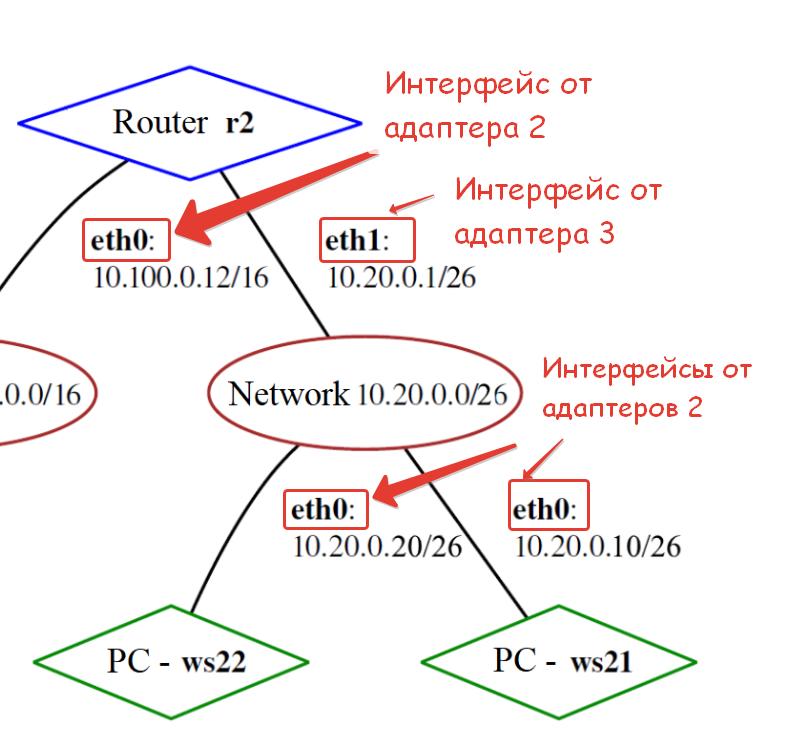 Интерфейс от
адаптера 2
Router r2
Интерфейс от
адаптера 3
eth0:
eth1:
10.100.0.12/16
10.20.0.1/26
.0.0/16
Network 10.20.0.0/26
Интерфейсы от
адаптеров 2
eth0:
eth0:
10.20.0.20/26
10.20.0.10/26
PC - ws22
PC - ws21